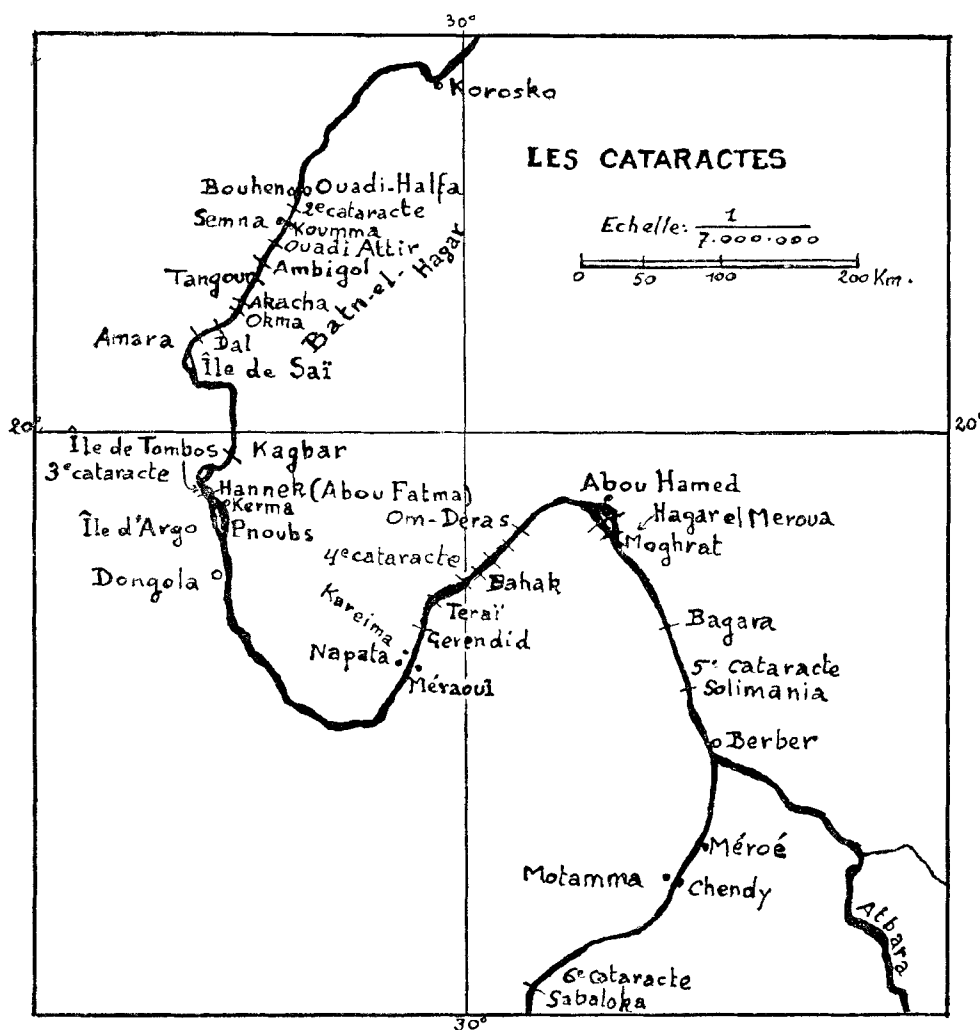 30°
Korosko
LES CATARACTES
Bouhen Ouadi-Halfa
2e cataracte
Semna
Koumma
Echelle: 1
7.000.000
Ouadi Attir
Ambigol
Tangour
Batn-el-Hagar
0 50 100 200 Km.
Akacha
Okma
Amara
Dal
Île de Saï
20° 20°
Île de Tombos
Kagbar
3e cataracte
Hannek (Abou Fatma)
Kerma
Île d'Argo
Pnoubs
Abou Hamed
Hagar el Meroua
Om-Deras
Moghrat
4e cataracte
Dongola
Bahak
Kareima
Teraï
Gerendid
Bagara
Napata
5e cataracte
Méraouï
Solimania
Berber
Méroé
Motamma
Chendy
Atbara
6e cataracte
Sabaloka
30°